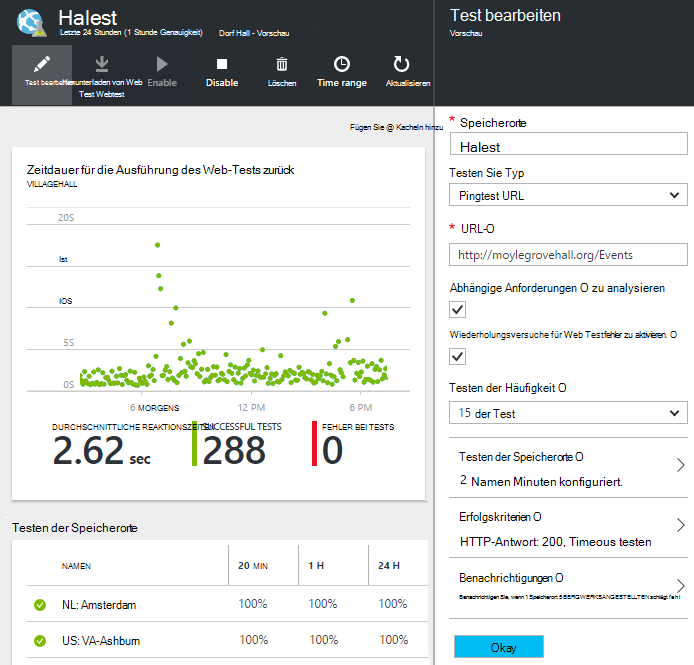 Halest
Letzte 24 Stunden (1 Stunde Genauigkeit)
Dorf Hall - Vorschau
Test bearbeiten
Herunterladen von Web
Test Webtest
Enable
Disable
Löschen
Time range
Aktualisieren
Fügen Sie @ Kacheln hinzu
Zeitdauer für die Ausführung des Web-Tests zurück
VILLAGEHALL
20S
Ist
IOS
5S
0S
6 MORGENS
12 PM
6 PM
DURCHSCHNITTLICHE REAKTIONSZEITEN
2.62 sec
SUCCESSFUL TESTS
288
FEHLER BEI TESTS
0
Testen der Speicherorte
NAMEN
20 MIN
1 H
24 H
NL: Amsterdam
100%
100%
100%
US: VA-Ashbum
100%
100%
100%
Test bearbeiten
Vorschau
* Speicherorte
Halest
Testen Sie Typ
Pingtest URL
* URL-O
http://moylegrovehall.org/Events
Abhängige Anforderungen O zu analysieren
Wiederholungsversuche für Web Testfehler zu aktivieren. O
Testen der Häufigkeit O
15 der Test
Testen der Speicherorte O
2 Namen Minuten konfiguriert.
Erfolgskriterien O
HTTP-Antwort: 200, Timeous testen
Benachrichtigungen O
Benachrichtigen Sie, wenn 1 Speicherort 5 BERGWERKSANGESTELLTEN schlägt fehl
Okay